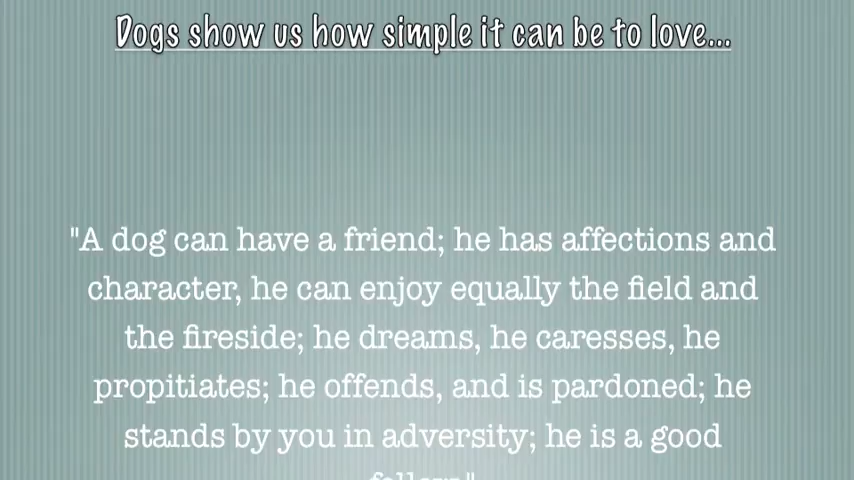 Dogs show us how simple it can be to love...
"A dog can have a friend; he has affections and
character, he can enjoy equally the field and
the fireside; he dreams, he caresses, he
propitiates; he offends, and is pardoned; he
stands by you in adversity; he is a good
fellow."